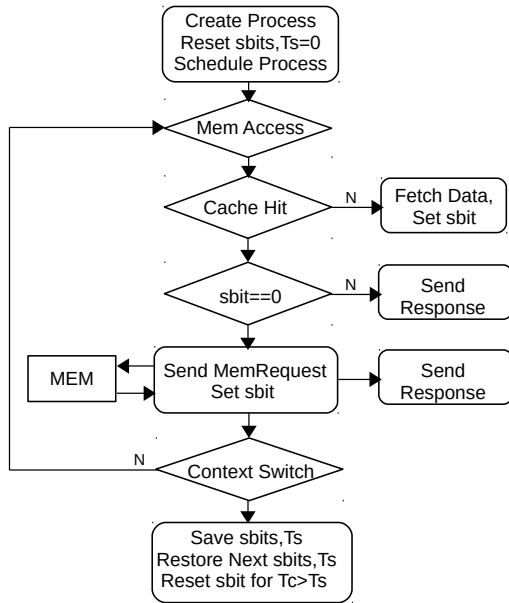 Create Process
Reset sbits,Ts=0
Schedule Process
Mem Access
Cache Hit
N
Fetch Data,
Set sbit
sbit==0
N
Send
Response
MEM
Send MemRequest
Set sbit
Send
Response
N
Context Switch
Save sbits,Ts
Restore Next sbits,Ts
Reset sbit for Tc>Ts